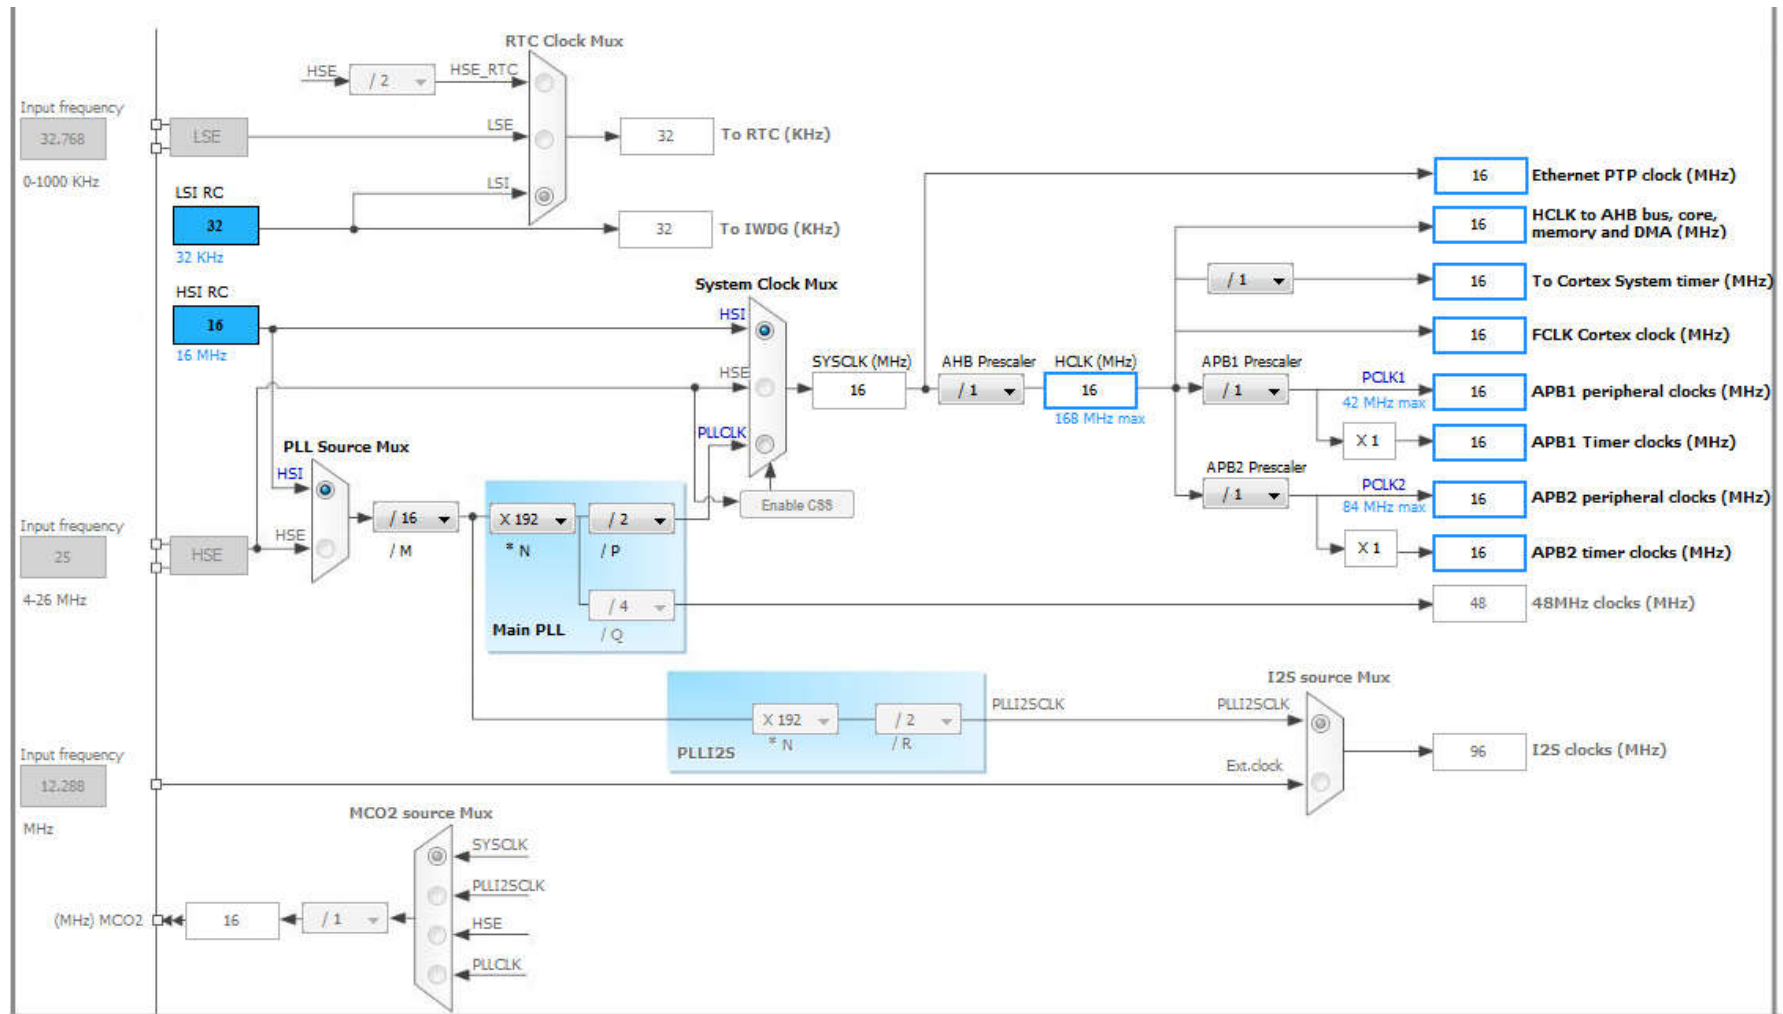 RTC Clock Mux
HSE
/ 2
HSE_RTC
Input frequency
32.768
0-1000 KHz
LSE
LSE
32
To RTC (KHz)
LSI RC
32
32 KHz
LSI
32
To IWDG (KHz)
16
Ethernet PTP clock (MHz)
16
HCLK to AHB bus, core,
memory and DMA (MHz)
/ 1
16
To Cortex System timer (MHz)
16
FCLK Cortex clock (MHz)
HSI RC
16
16 MHz
System Clock Mux
HSI
HSE
PLLCLK
SYSCLK (MHz)
16
AHB Prescaler
/ 1
HCLK (MHz)
16
168 MHz max
APB1 Prescaler
/ 1
PCLK1
42 MHz max
16
APB1 peripheral clocks (MHz)
X 1
16
APB1 Timer clocks (MHz)
APB2 Prescaler
/ 1
PCLK2
84 MHz max
16
APB2 peripheral clocks (MHz)
X 1
16
APB2 timer clocks (MHz)
Enable CSS
PLL Source Mux
HSI
HSE
Input frequency
25
4-26 MHz
HSE
/ 16
/ M
X 192
* N
/ 2
/ P
/ 4
/ Q
Main PLL
48
48MHz clocks (MHz)
X 192
* N
/ 2
/ R
PLLI2S
PLLI2SCLK
I2S source Mux
PLLI2SCLK
Ext.clock
96
I2S clocks (MHz)
Input frequency
12.288
MHz
MCO2 source Mux
SYSCLK
PLLI2SCLK
HSE
PLLCLK
(MHz) MCO2
16
/ 1